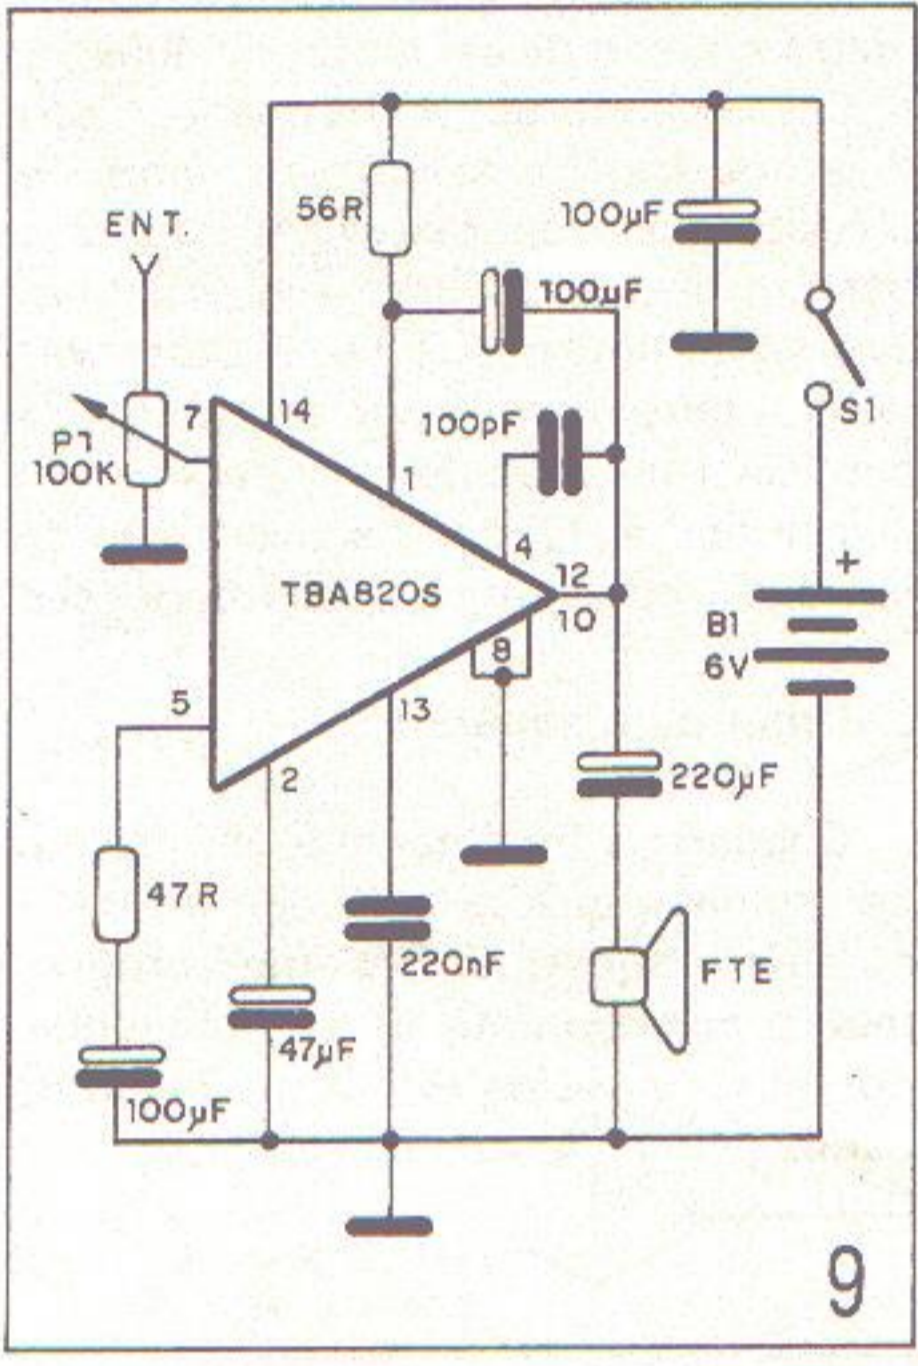 ENT.
56R
100µF
100µF
7
14
P1
100K
100pF
S1
1
4
TBA820S
12
10
+
B1
6V
8
5
13
2
220µF
47R
220nF
FTE
47µF
100µF
9